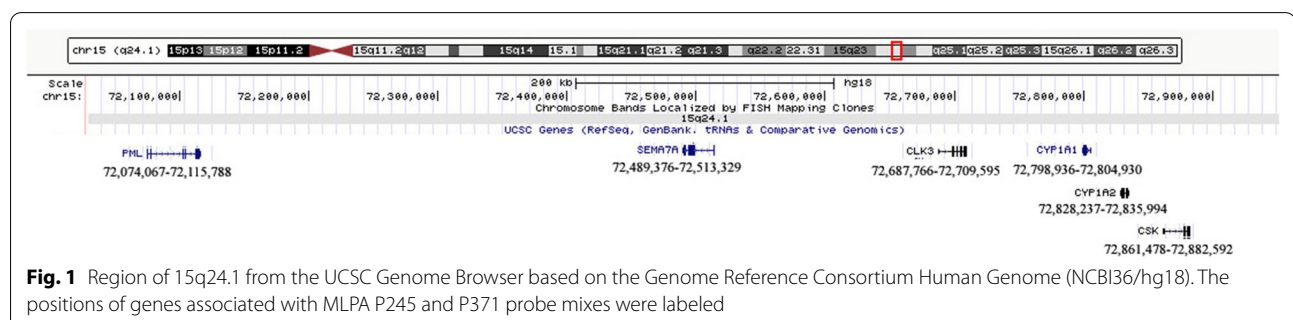 chr15 (q24.1) 15p13 15p12 15p11.2 15q11.2 q12 15q14 15.1 15q21.1 q21.2 q21.3 q22.2 22.31 15q23 q25.1 q25.2 q25.3 15q26.1 q26.2 q26.3
Scale 200 kb hg18
chr15: 72,100,000| 72,200,000| 72,300,000| 72,400,000| 72,500,000| 72,600,000| 72,700,000| 72,800,000| 72,900,000|
Chromosome Bands Localized by FISH Mapping Clones
15q24.1
UCSC Genes (RefSeq, GenBank, tRNAs & Comparative Genomics)
PML SEMA7A CLK3 CYP1A1
72,074,067-72,115,788 72,489,376-72,513,329 72,687,766-72,709,595 72,798,936-72,804,930
CYP1A2
72,828,237-72,835,994
CSK
72,861,478-72,882,592
Fig. 1 Region of 15q24.1 from the UCSC Genome Browser based on the Genome Reference Consortium Human Genome (NCBI36/hg18). The
positions of genes associated with MLPA P245 and P371 probe mixes were labeled